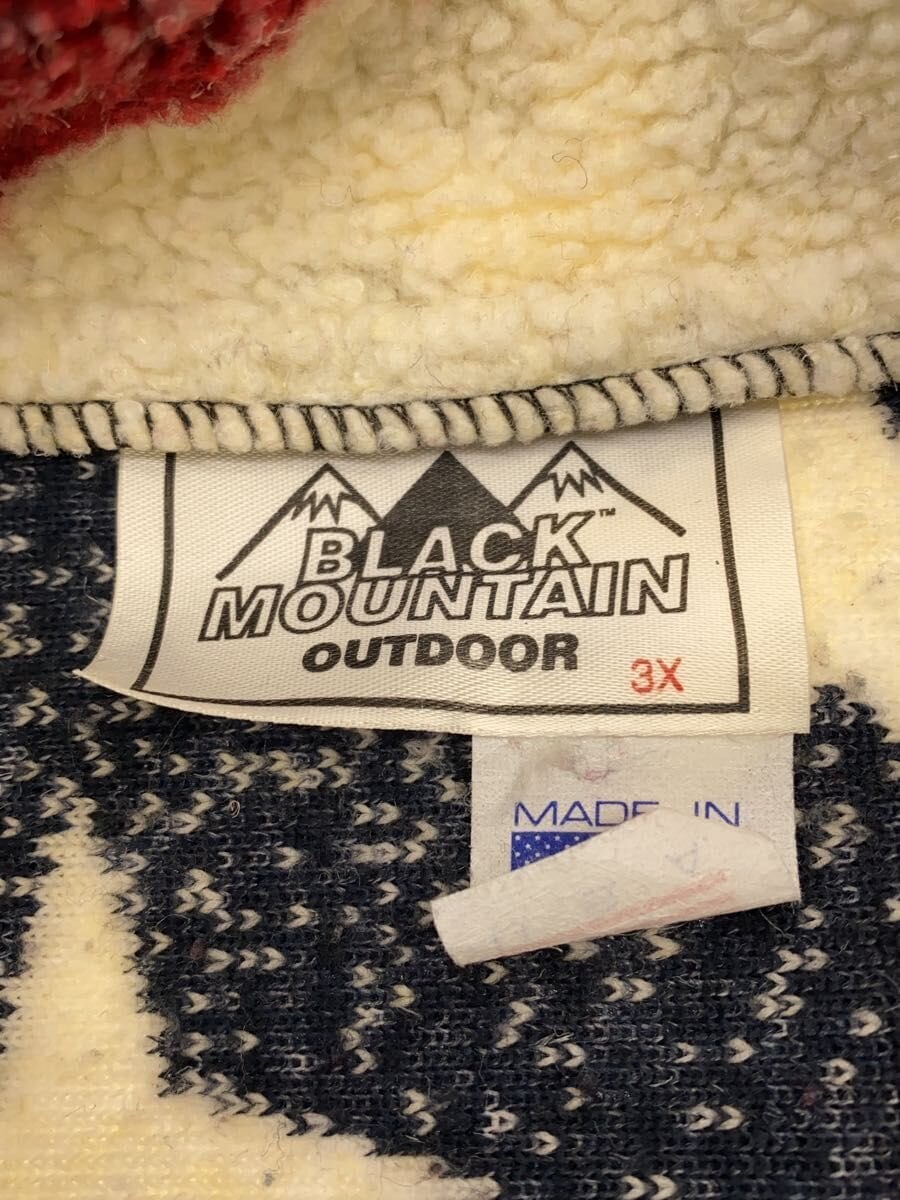 BLACK™
MOUNTAIN
OUTDOOR
3X
MADE IN